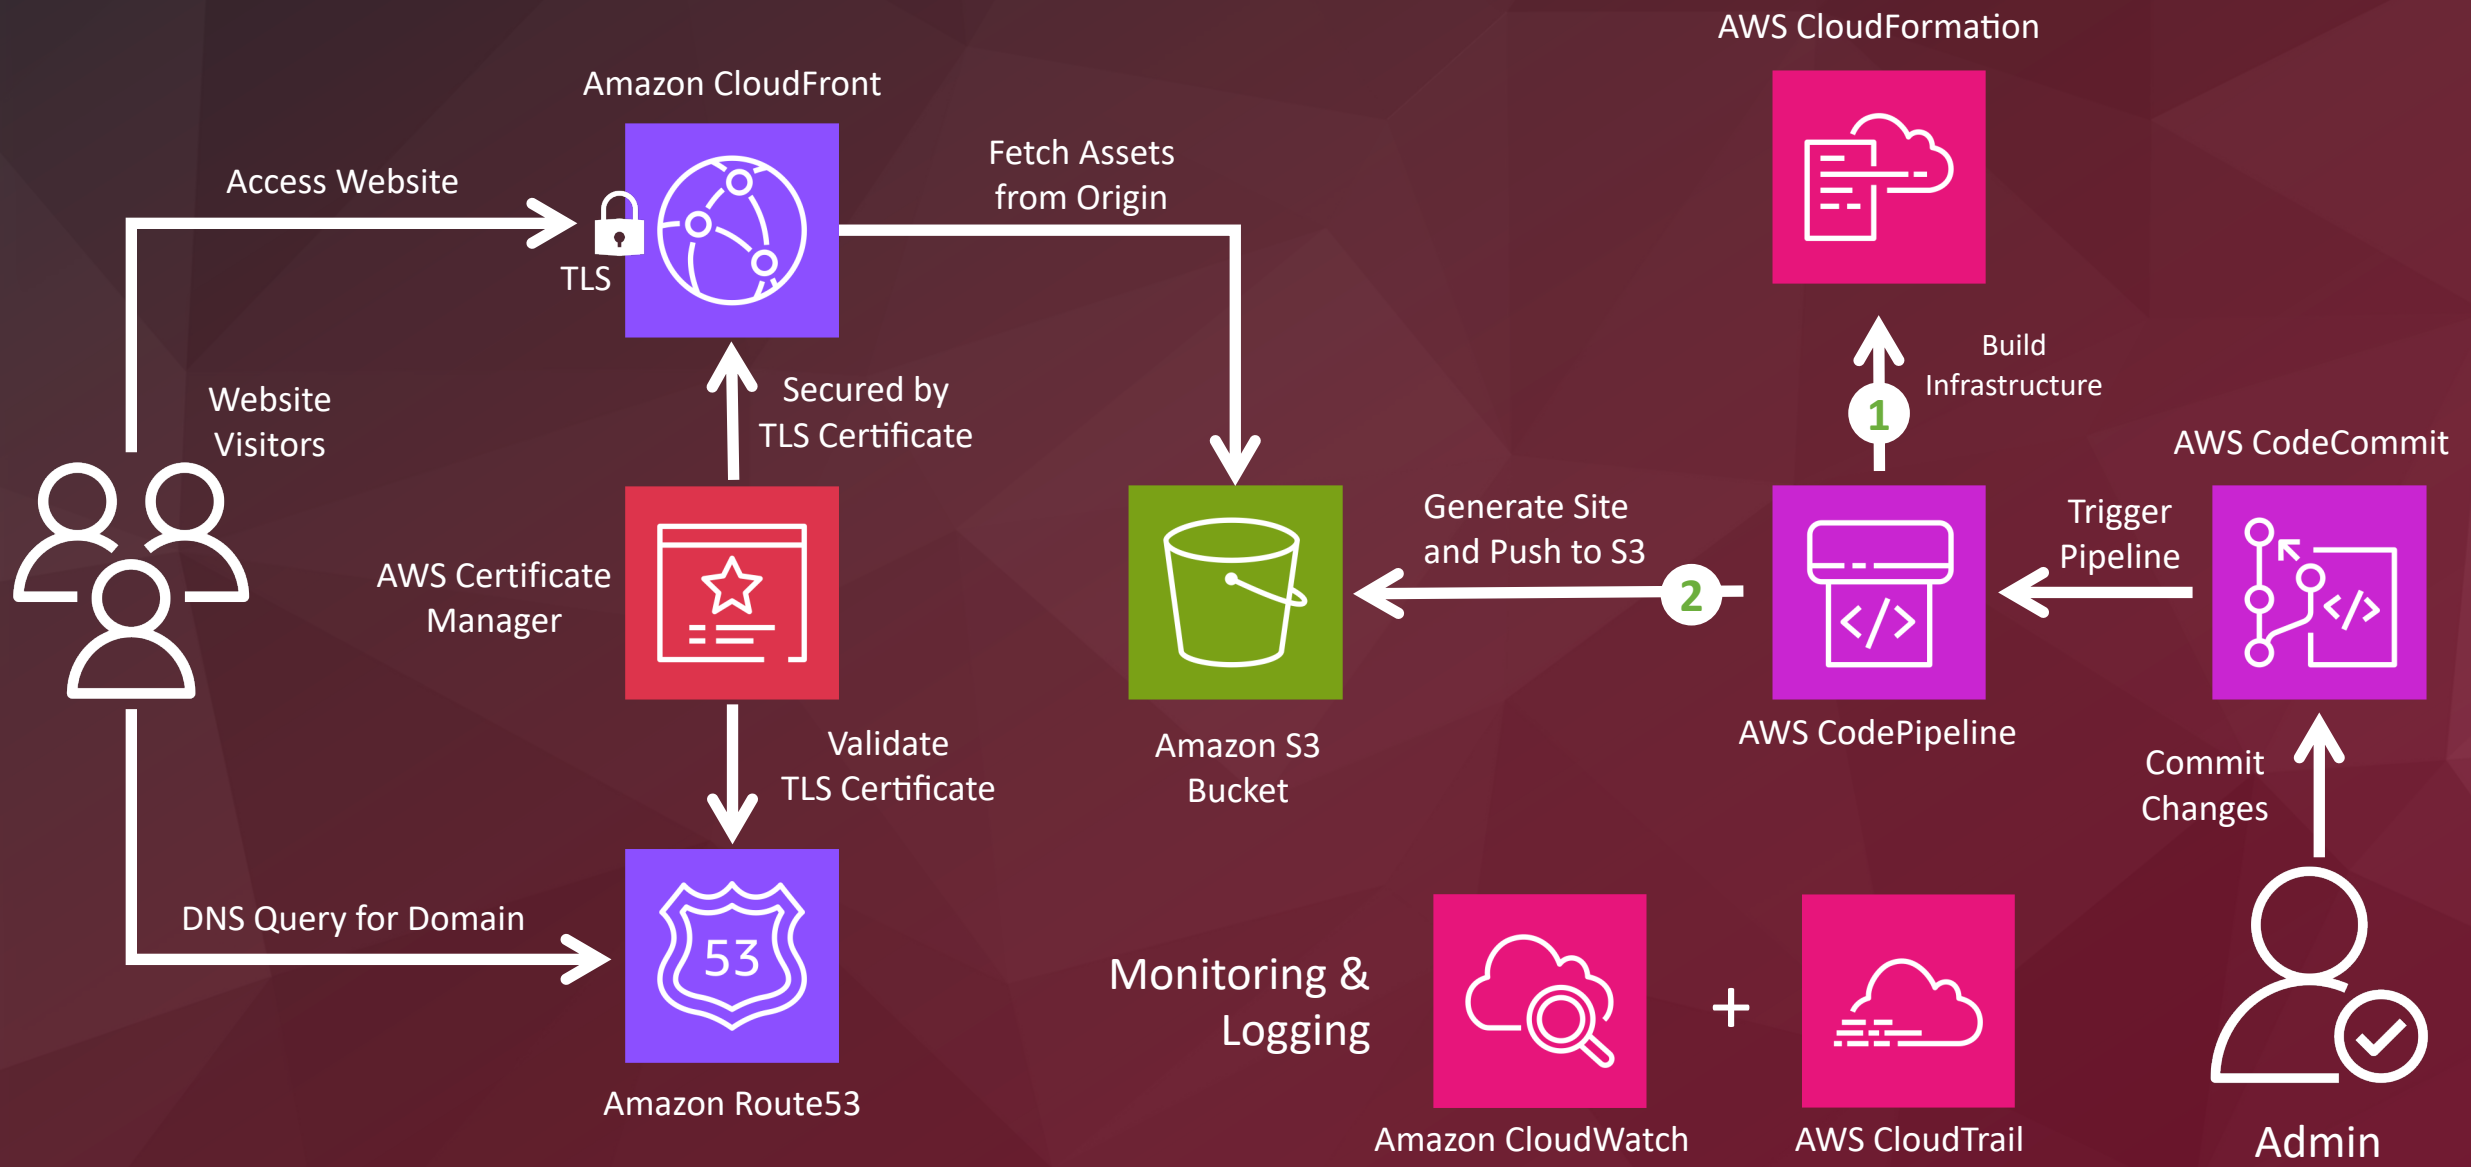 AWS CloudFormation
Amazon CloudFront
Access Website
Fetch Assets
from Origin
TLS
Build
Infrastructure
1
Website
Visitors
Secured by
TLS Certificate
AWS CodeCommit
Generate Site
and Push to S3
2
Trigger
Pipeline
AWS Certificate
Manager
AWS CodePipeline
Validate
TLS Certificate
Amazon S3
Bucket
Commit
Changes
DNS Query for Domain
53
Monitoring &
Logging
+
Amazon Route53
Amazon CloudWatch
AWS CloudTrail
Admin